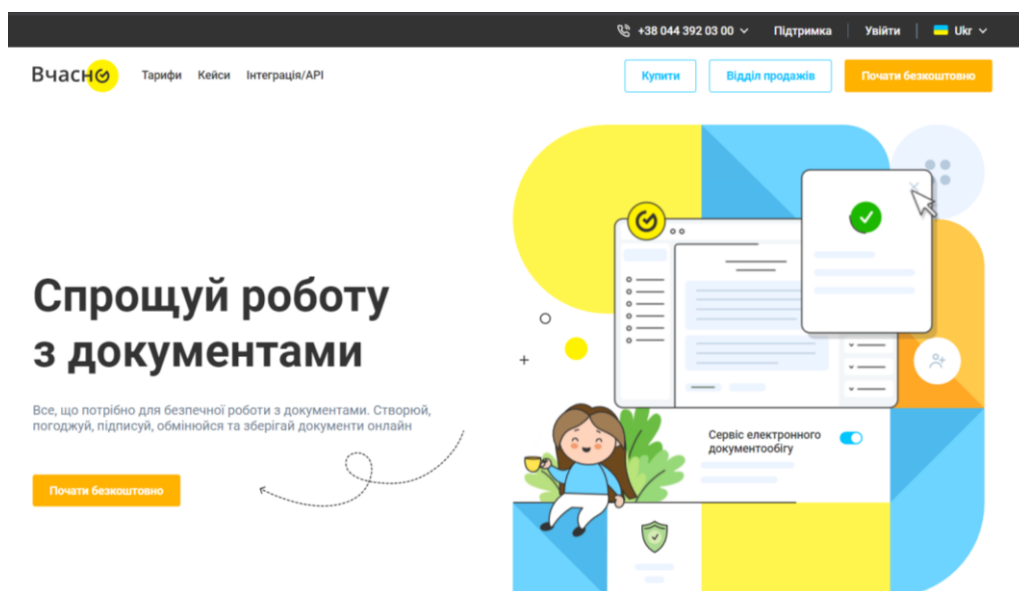 +38 044 392 03 00 Підтримка Увійти Ukr
Вчасно Тарифи Кейси Інтеграція/API Купити Відділ продажів Почати безкоштовно
Спрощуй роботу
з документами
Все, що потрібно для безпечної роботи з документами. Створюй,
погоджуй, підписуй, обмінюйся та зберігай документи онлайн
Почати безкоштовно
Сервіс електронного
документообігу